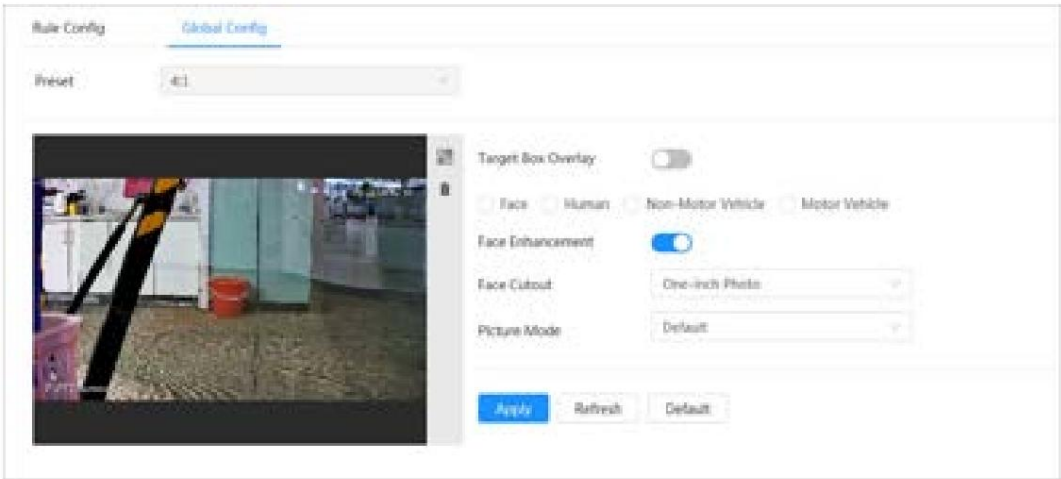 Rule Config Global Config
Preset 4:1
Target Box Overlay
Face Human Non-Motor Vehicle Motor Vehicle
Face Enhancement
Face Cutout One-inch Photo
Picture Mode Default
Apply Refresh Default